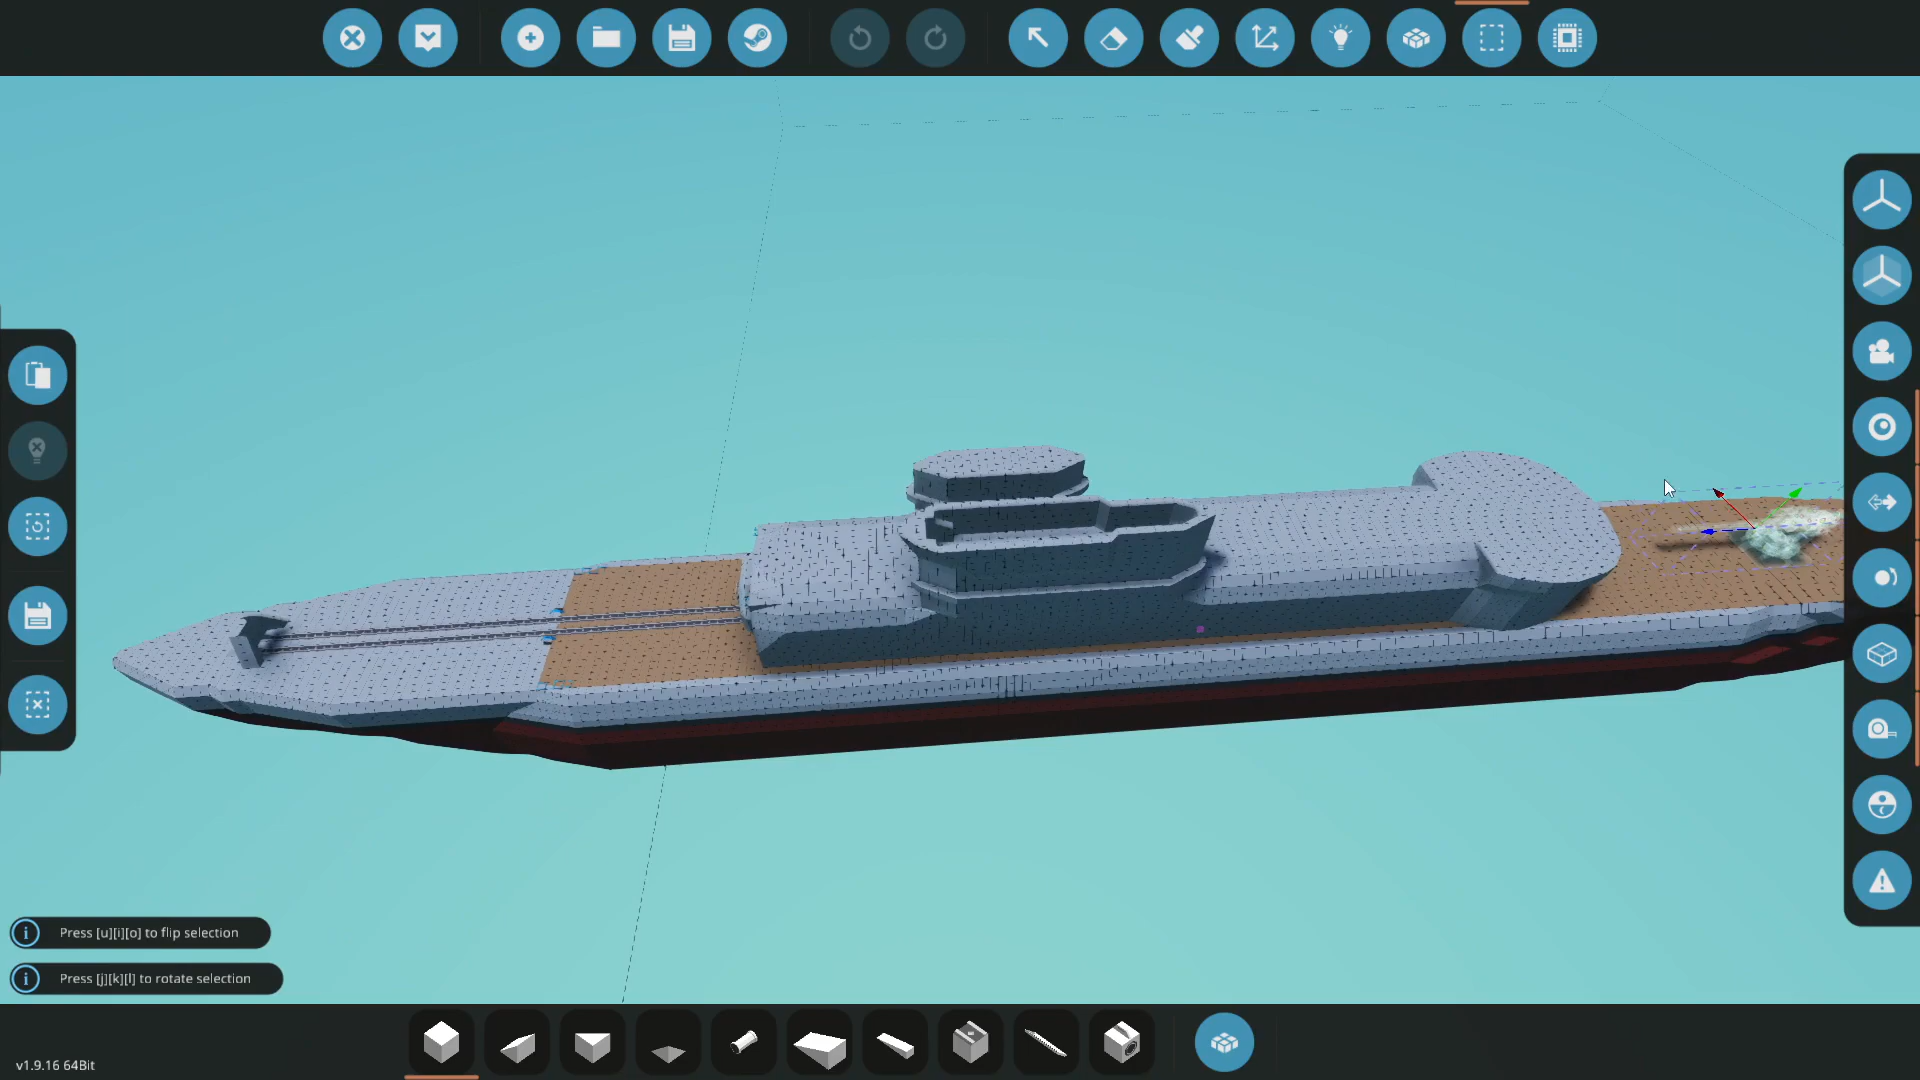 Press [u][i][o] to flip selection
Press [j][k][l] to rotate selection
v1.9.16 64Bit